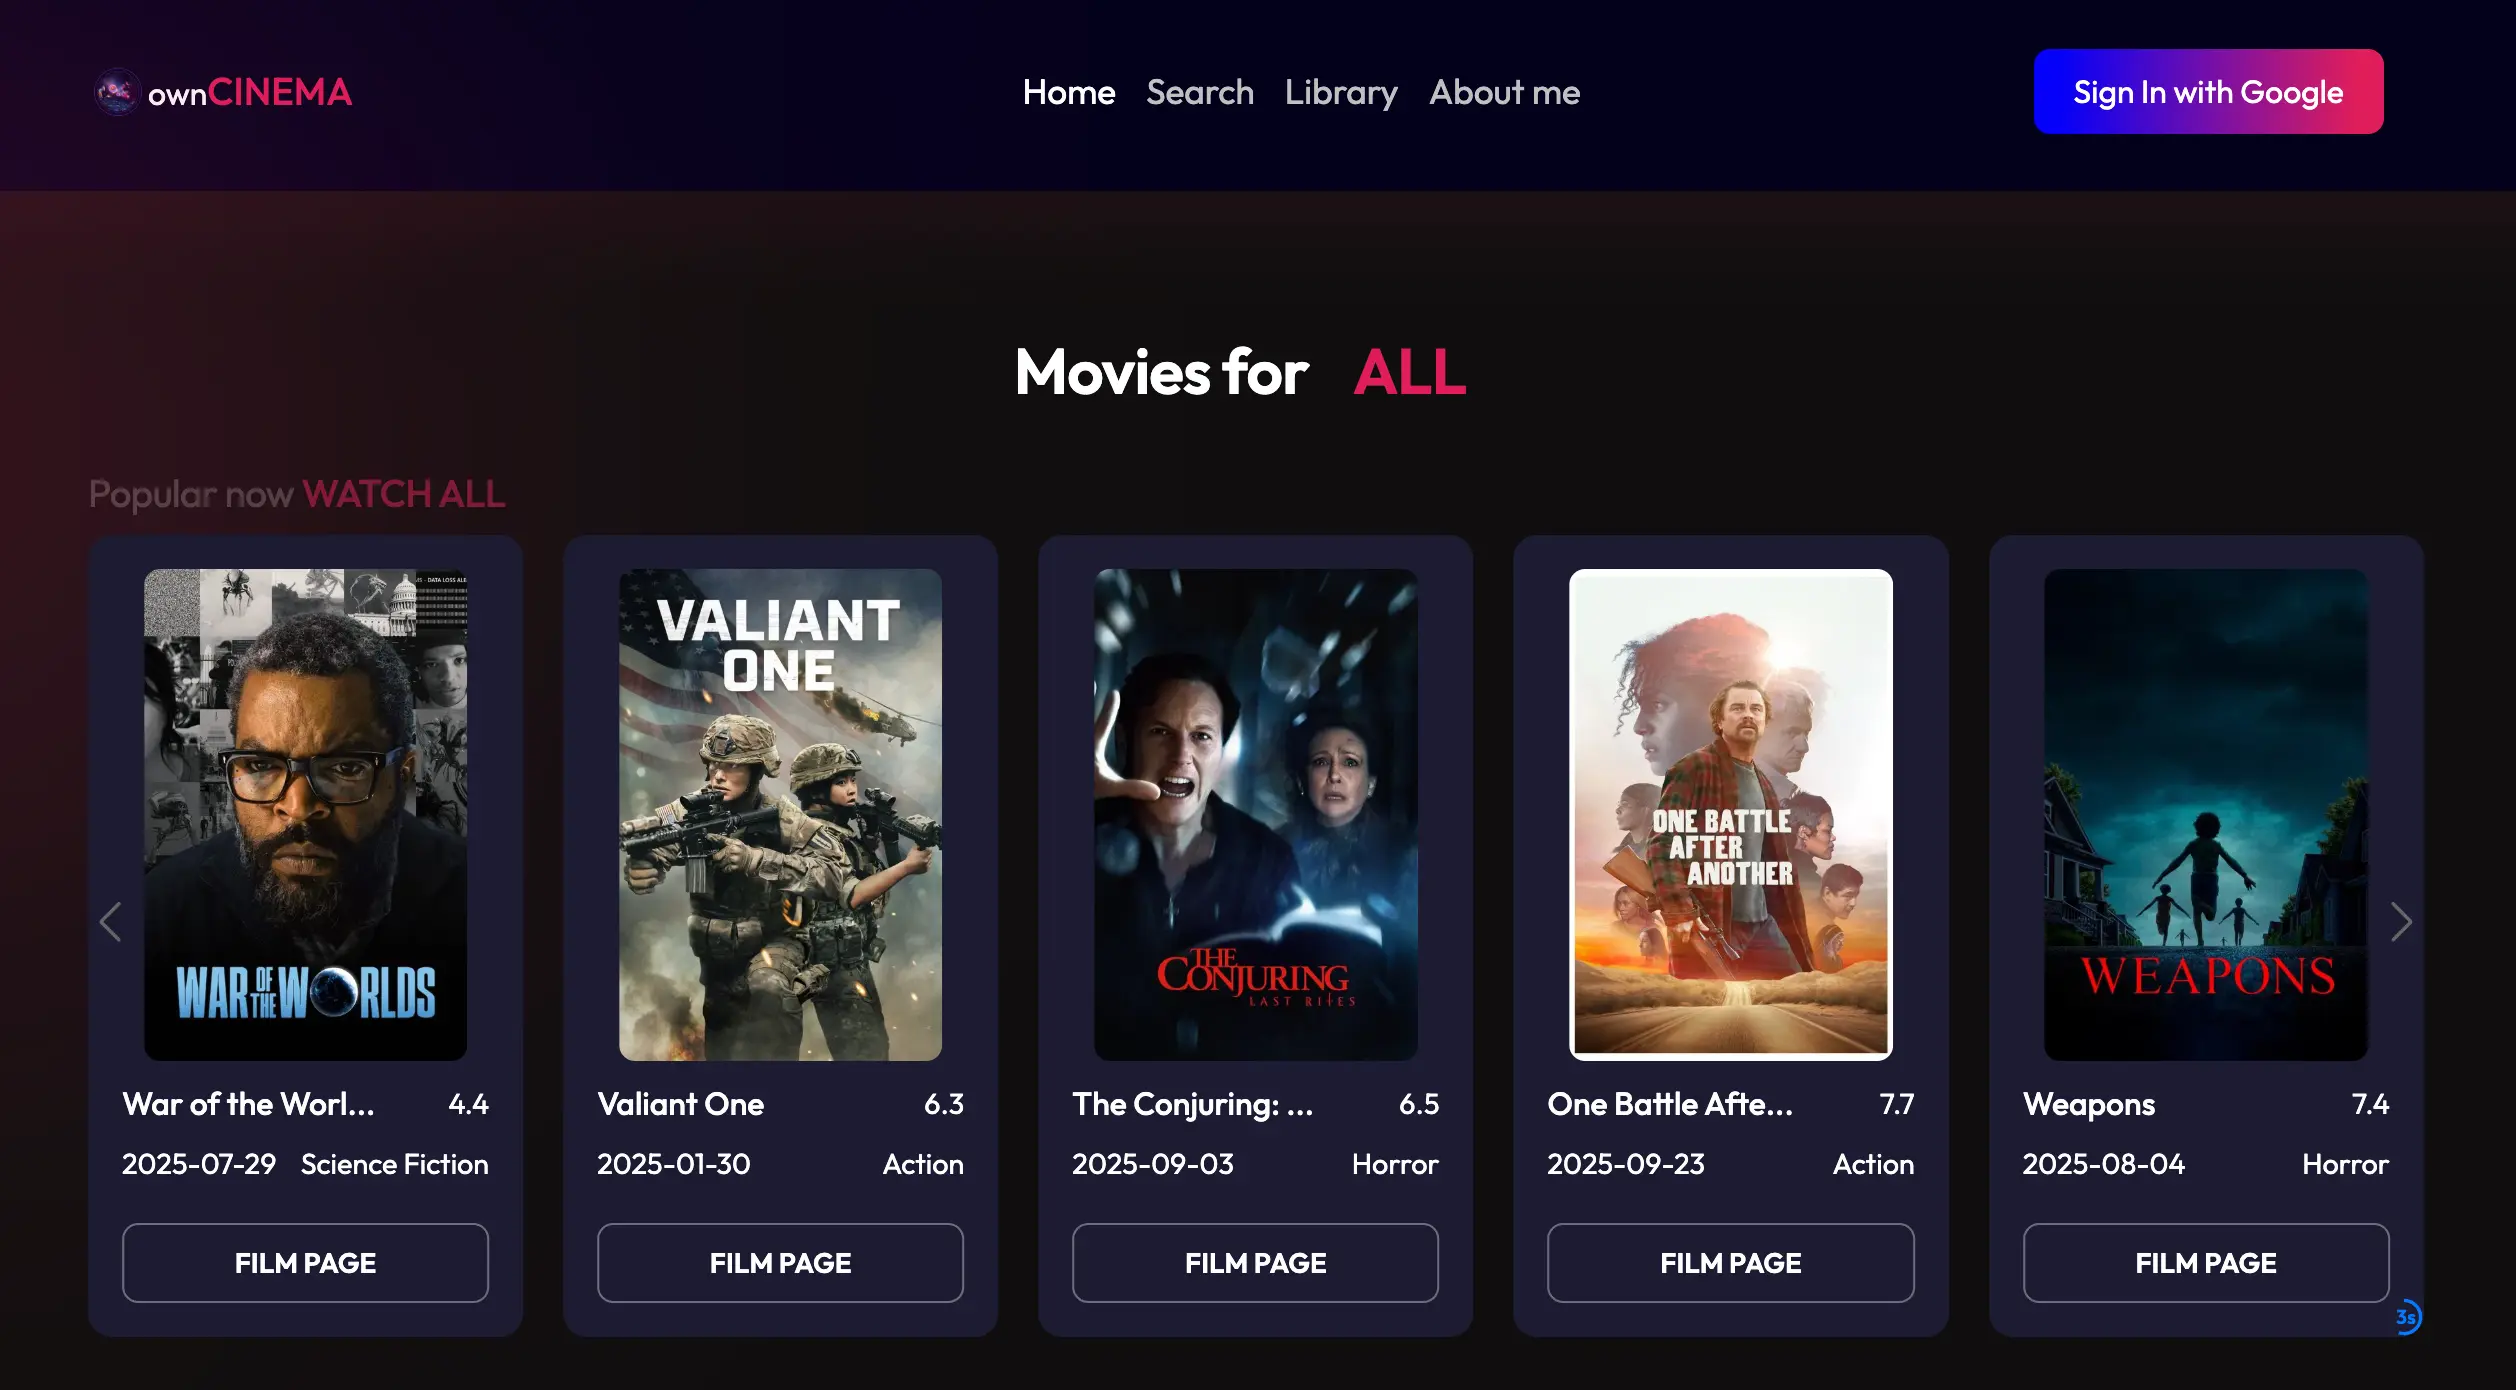 ownCINEMA
Home Search Library About me
Sign In with Google
Movies for ALL
Popular now WATCH ALL
- DATA LOSS
WAR OF THE WORLDS
War of the Worl... 4.4
2025-07-29 Science Fiction
FILM PAGE
VALIANT
ONE
Valiant One 6.3
2025-01-30 Action
FILM PAGE
THE
CONJURING
LAST RITES
The Conjuring: ... 6.5
2025-09-03 Horror
FILM PAGE
ONE BATTLE
AFTER
ANOTHER
One Battle Afte... 7.7
2025-09-23 Action
FILM PAGE
WEAPONS
Weapons 7.4
2025-08-04 Horror
FILM PAGE
3s